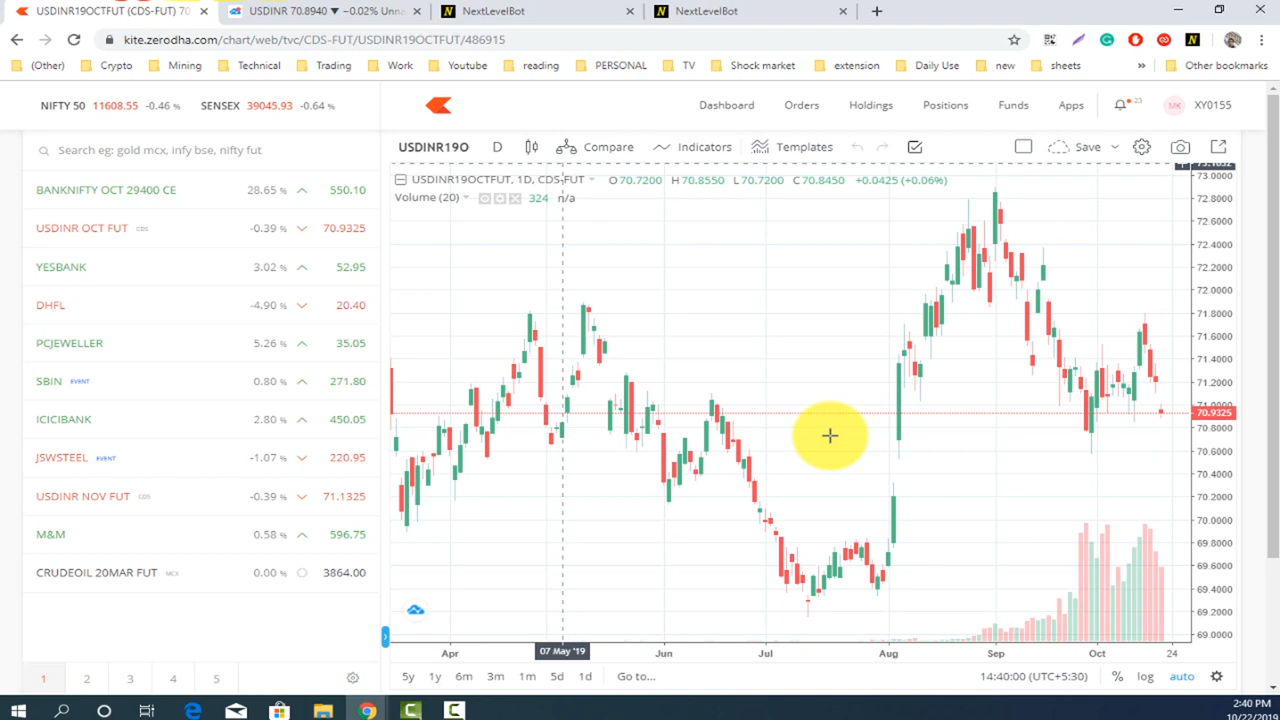 USDINR19OCTFUT (CDS-FUT) 70
USDINR 70.8940 ▼ −0.02% Unna
NextLevelBot
NextLevelBot
kite.zerodha.com/chart/web/tvc/CDS-FUT/USDINR19OCTFUT/486915
(Other) Crypto Mining Technical Trading Work Youtube reading PERSONAL TV Shock market extension Daily Use new sheets » Other bookmarks
NIFTY 50 11608.55 -0.46 % SENSEX 39045.93 -0.64 %
Dashboard Orders Holdings Positions Funds Apps 23 MK XY0155
Search eg: gold mcx, infy bse, nifty fut
USDINR19O D Compare Indicators Templates Save
BANKNIFTY OCT 29400 CE 28.65 % 550.10
USDINR OCT FUT CDS -0.39 % 70.9325
YESBANK 3.02 % 52.95
DHFL -4.90 % 20.40
PCJEWELLER 5.26 % 35.05
SBIN EVENT 0.80 % 271.80
ICICIBANK 2.80 % 450.05
JSWSTEEL EVENT -1.07 % 220.95
USDINR NOV FUT CDS -0.39 % 71.1325
M&M 0.58 % 596.75
CRUDEOIL 20MAR FUT MCX 0.00 % 3864.00
1 2 3 4 5
USDINR19OCTFUT, 1D, CDS-FUT O 70.7200 H 70.8550 L 70.7200 C 70.8450 +0.0425 (+0.06%)
Volume (20) 324 n/a
73.0000
72.8000
72.6000
72.4000
72.2000
72.0000
71.8000
71.6000
71.4000
71.2000
71.0000
70.9325
70.8000
70.6000
70.4000
70.2000
70.0000
69.8000
69.6000
69.4000
69.2000
69.0000
Apr 07 May '19 Jun Jul Aug Sep Oct 24
5y 1y 6m 3m 1m 5d 1d Go to... 14:40:00 (UTC+5:30) % log auto
2:40 PM
10/22/2019